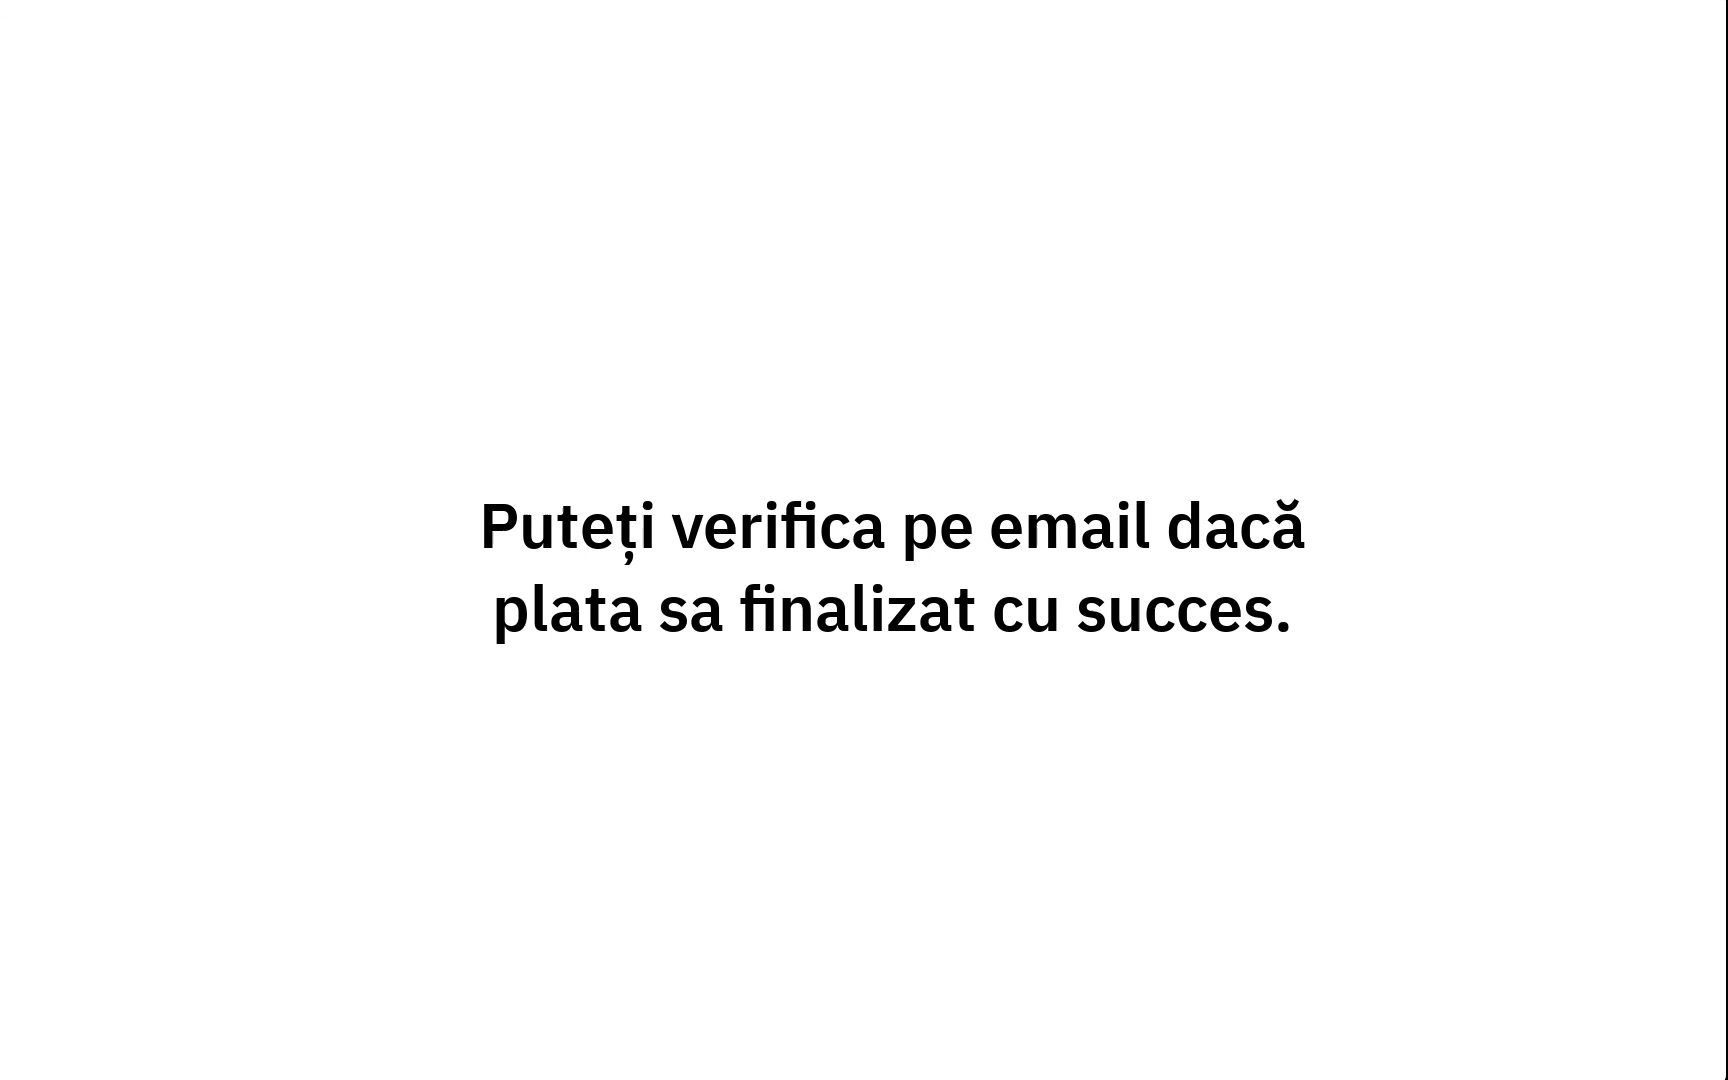 Puteți verifica pe email dacă
plata sa finalizat cu succes.